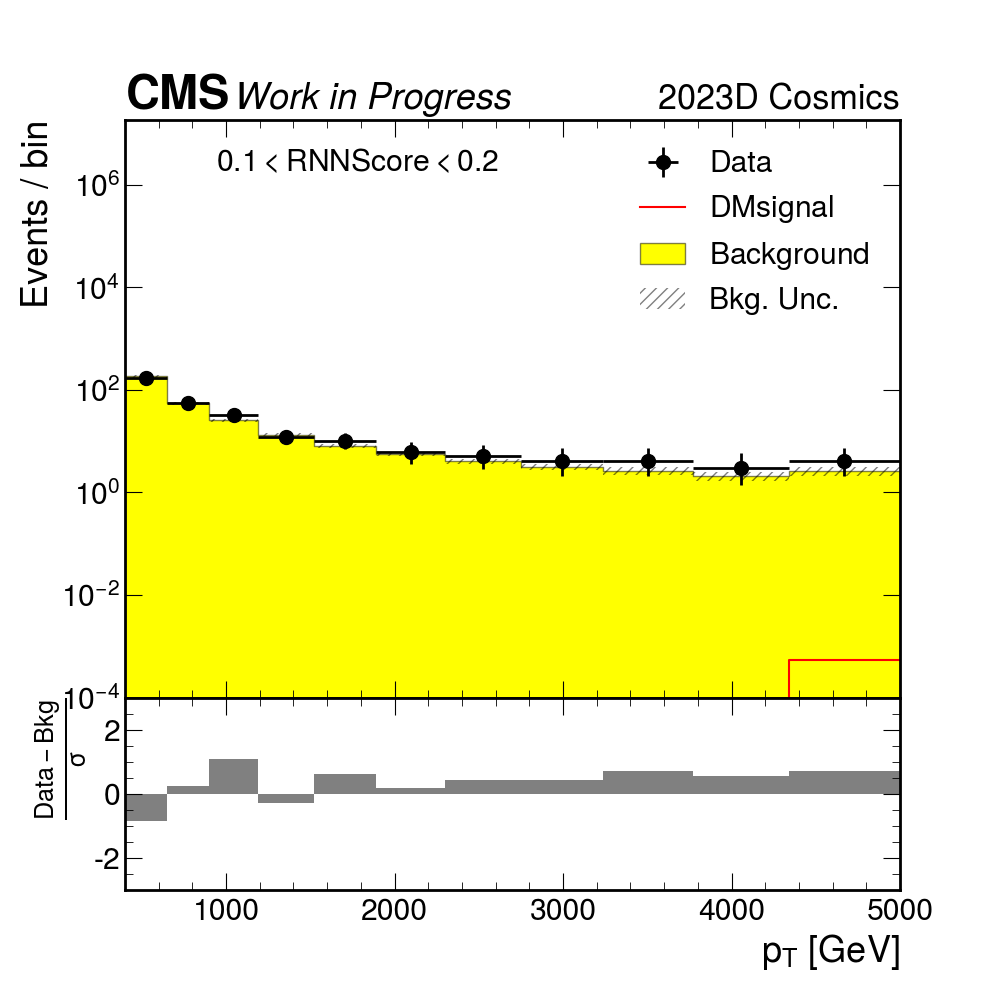 CMS Work in Progress 2023D Cosmics
0.1 < RNNScore < 0.2
Data
DMsignal
Background
Bkg. Unc.
Events / bin
10⁶
10⁴
10²
10⁰
10⁻²
10⁻⁴
Data − Bkg
σ
2
0
-2
1000 2000 3000 4000 5000
p_T [GeV]